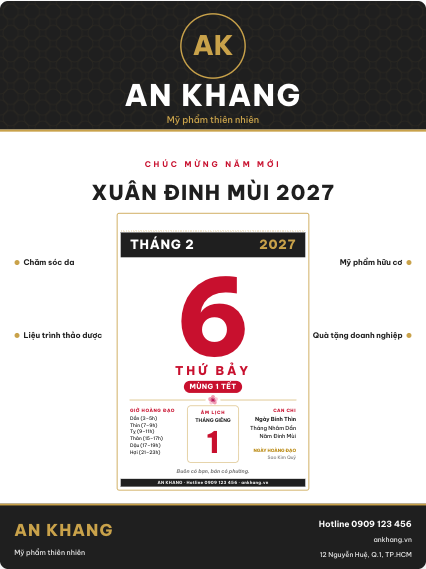 AK
AN KHANG
Mỹ phẩm thiên nhiên
CHÚC MỪNG NĂM MỚI
XUÂN ĐINH MÙI 2027
THÁNG 2 2027
Chăm sóc da
Mỹ phẩm hữu cơ
Liệu trình thảo dược
Quà tặng doanh nghiệp
6
THỨ BẢY
MÙNG 1 TẾT
GIỜ HOÀNG ĐẠO
Dần (3–5h)
Thìn (7–9h)
Tỵ (9–11h)
Thân (15–17h)
Dậu (17–19h)
Hợi (21–23h)
ÂM LỊCH
THÁNG GIÊNG
1
CAN CHI
Ngày Bính Thìn
Tháng Nhâm Dần
Năm Đinh Mùi
NGÀY HOÀNG ĐẠO
Sao Kim Quỹ
Buôn có bạn, bán có phường.
AN KHANG · Hotline 0909 123 456 · ankhang.vn
AN KHANG
Mỹ phẩm thiên nhiên
Hotline 0909 123 456
ankhang.vn
12 Nguyễn Huệ, Q.1, TP.HCM